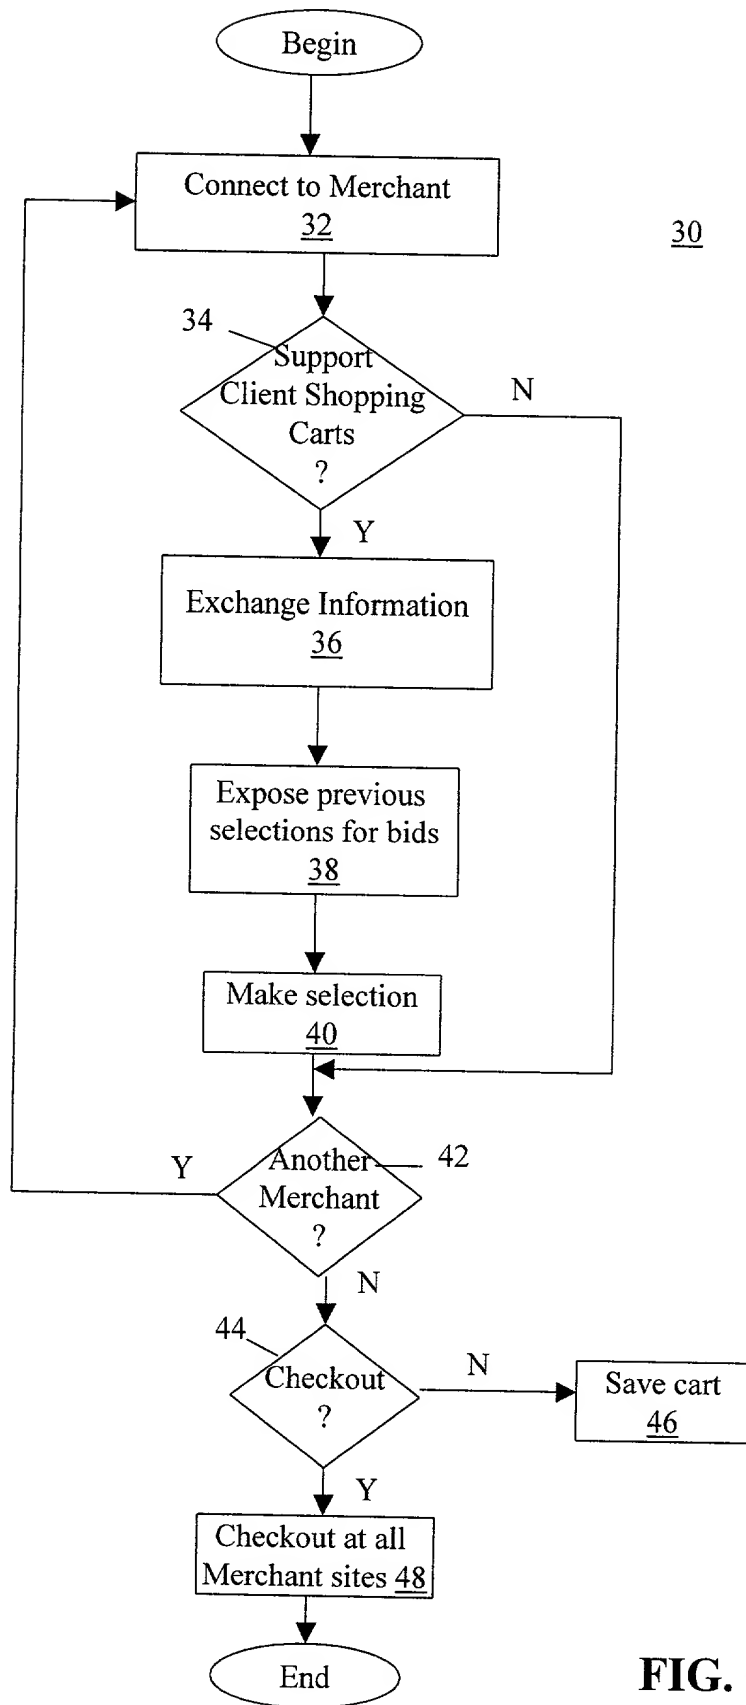 Begin
Connect to Merchant
32
30
34
Support
Client Shopping
Carts
?
N
Y
Exchange Information
36
Expose previous
selections for bids
38
Make selection
40
Another
Merchant
?
42
Y
N
44
Checkout
?
N
Save cart
46
Y
Checkout at all
Merchant sites 48
End
FIG.